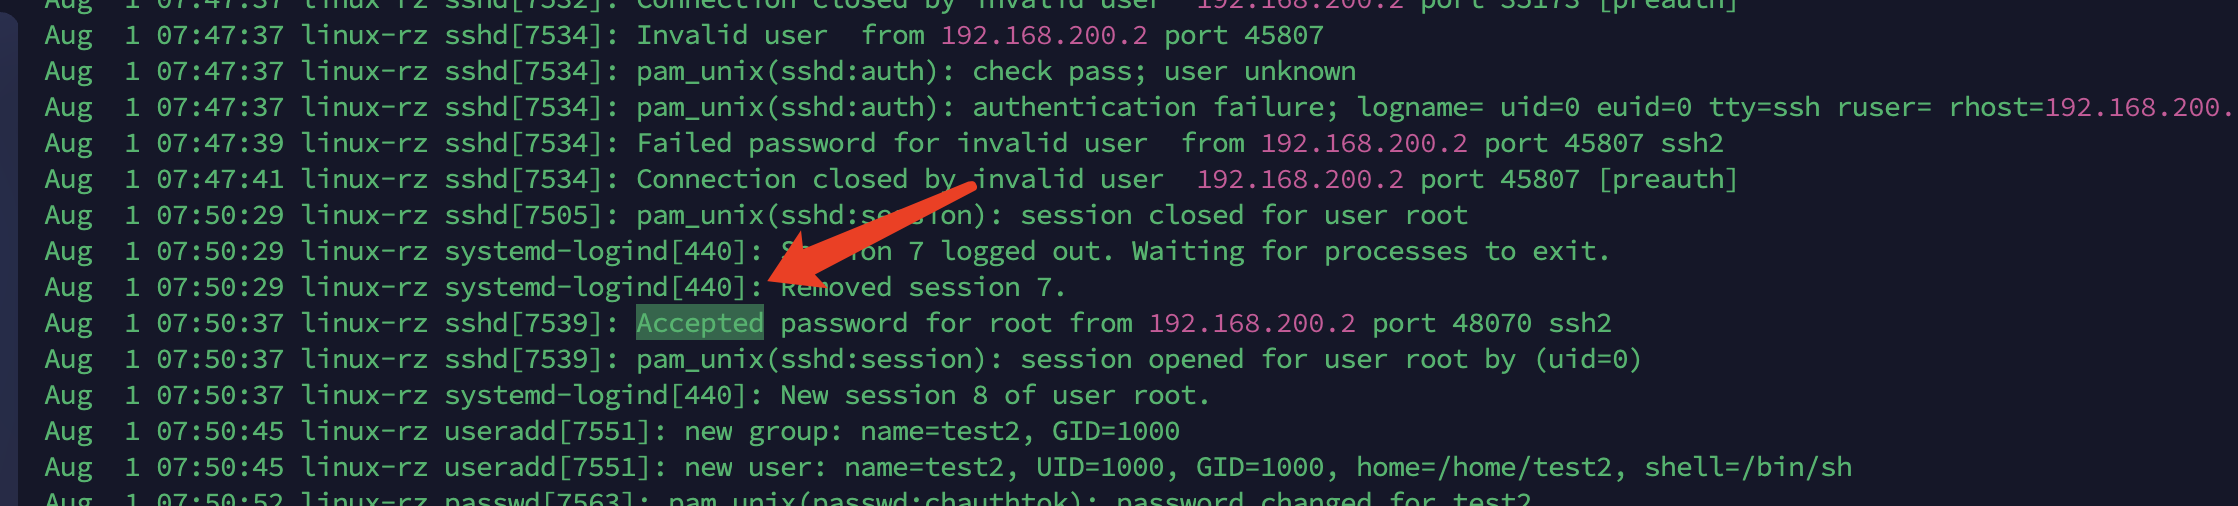 Aug  1 07:47:37 linux-rz sshd[7532]: Connection closed by invalid user  192.168.200.2 port 35173 [preauth]
Aug  1 07:47:37 linux-rz sshd[7534]: Invalid user  from 192.168.200.2 port 45807
Aug  1 07:47:37 linux-rz sshd[7534]: pam_unix(sshd:auth): check pass; user unknown
Aug  1 07:47:37 linux-rz sshd[7534]: pam_unix(sshd:auth): authentication failure; logname= uid=0 euid=0 tty=ssh ruser= rhost=192.168.200.
Aug  1 07:47:39 linux-rz sshd[7534]: Failed password for invalid user  from 192.168.200.2 port 45807 ssh2
Aug  1 07:47:41 linux-rz sshd[7534]: Connection closed by invalid user  192.168.200.2 port 45807 [preauth]
Aug  1 07:50:29 linux-rz sshd[7505]: pam_unix(sshd:session): session closed for user root
Aug  1 07:50:29 linux-rz systemd-logind[440]: Session 7 logged out. Waiting for processes to exit.
Aug  1 07:50:29 linux-rz systemd-logind[440]: Removed session 7.
Aug  1 07:50:37 linux-rz sshd[7539]: Accepted password for root from 192.168.200.2 port 48070 ssh2
Aug  1 07:50:37 linux-rz sshd[7539]: pam_unix(sshd:session): session opened for user root by (uid=0)
Aug  1 07:50:37 linux-rz systemd-logind[440]: New session 8 of user root.
Aug  1 07:50:45 linux-rz useradd[7551]: new group: name=test2, GID=1000
Aug  1 07:50:45 linux-rz useradd[7551]: new user: name=test2, UID=1000, GID=1000, home=/home/test2, shell=/bin/sh
Aug  1 07:50:52 linux-rz passwd[7563]: pam_unix(passwd:chauthtok): password changed for test2